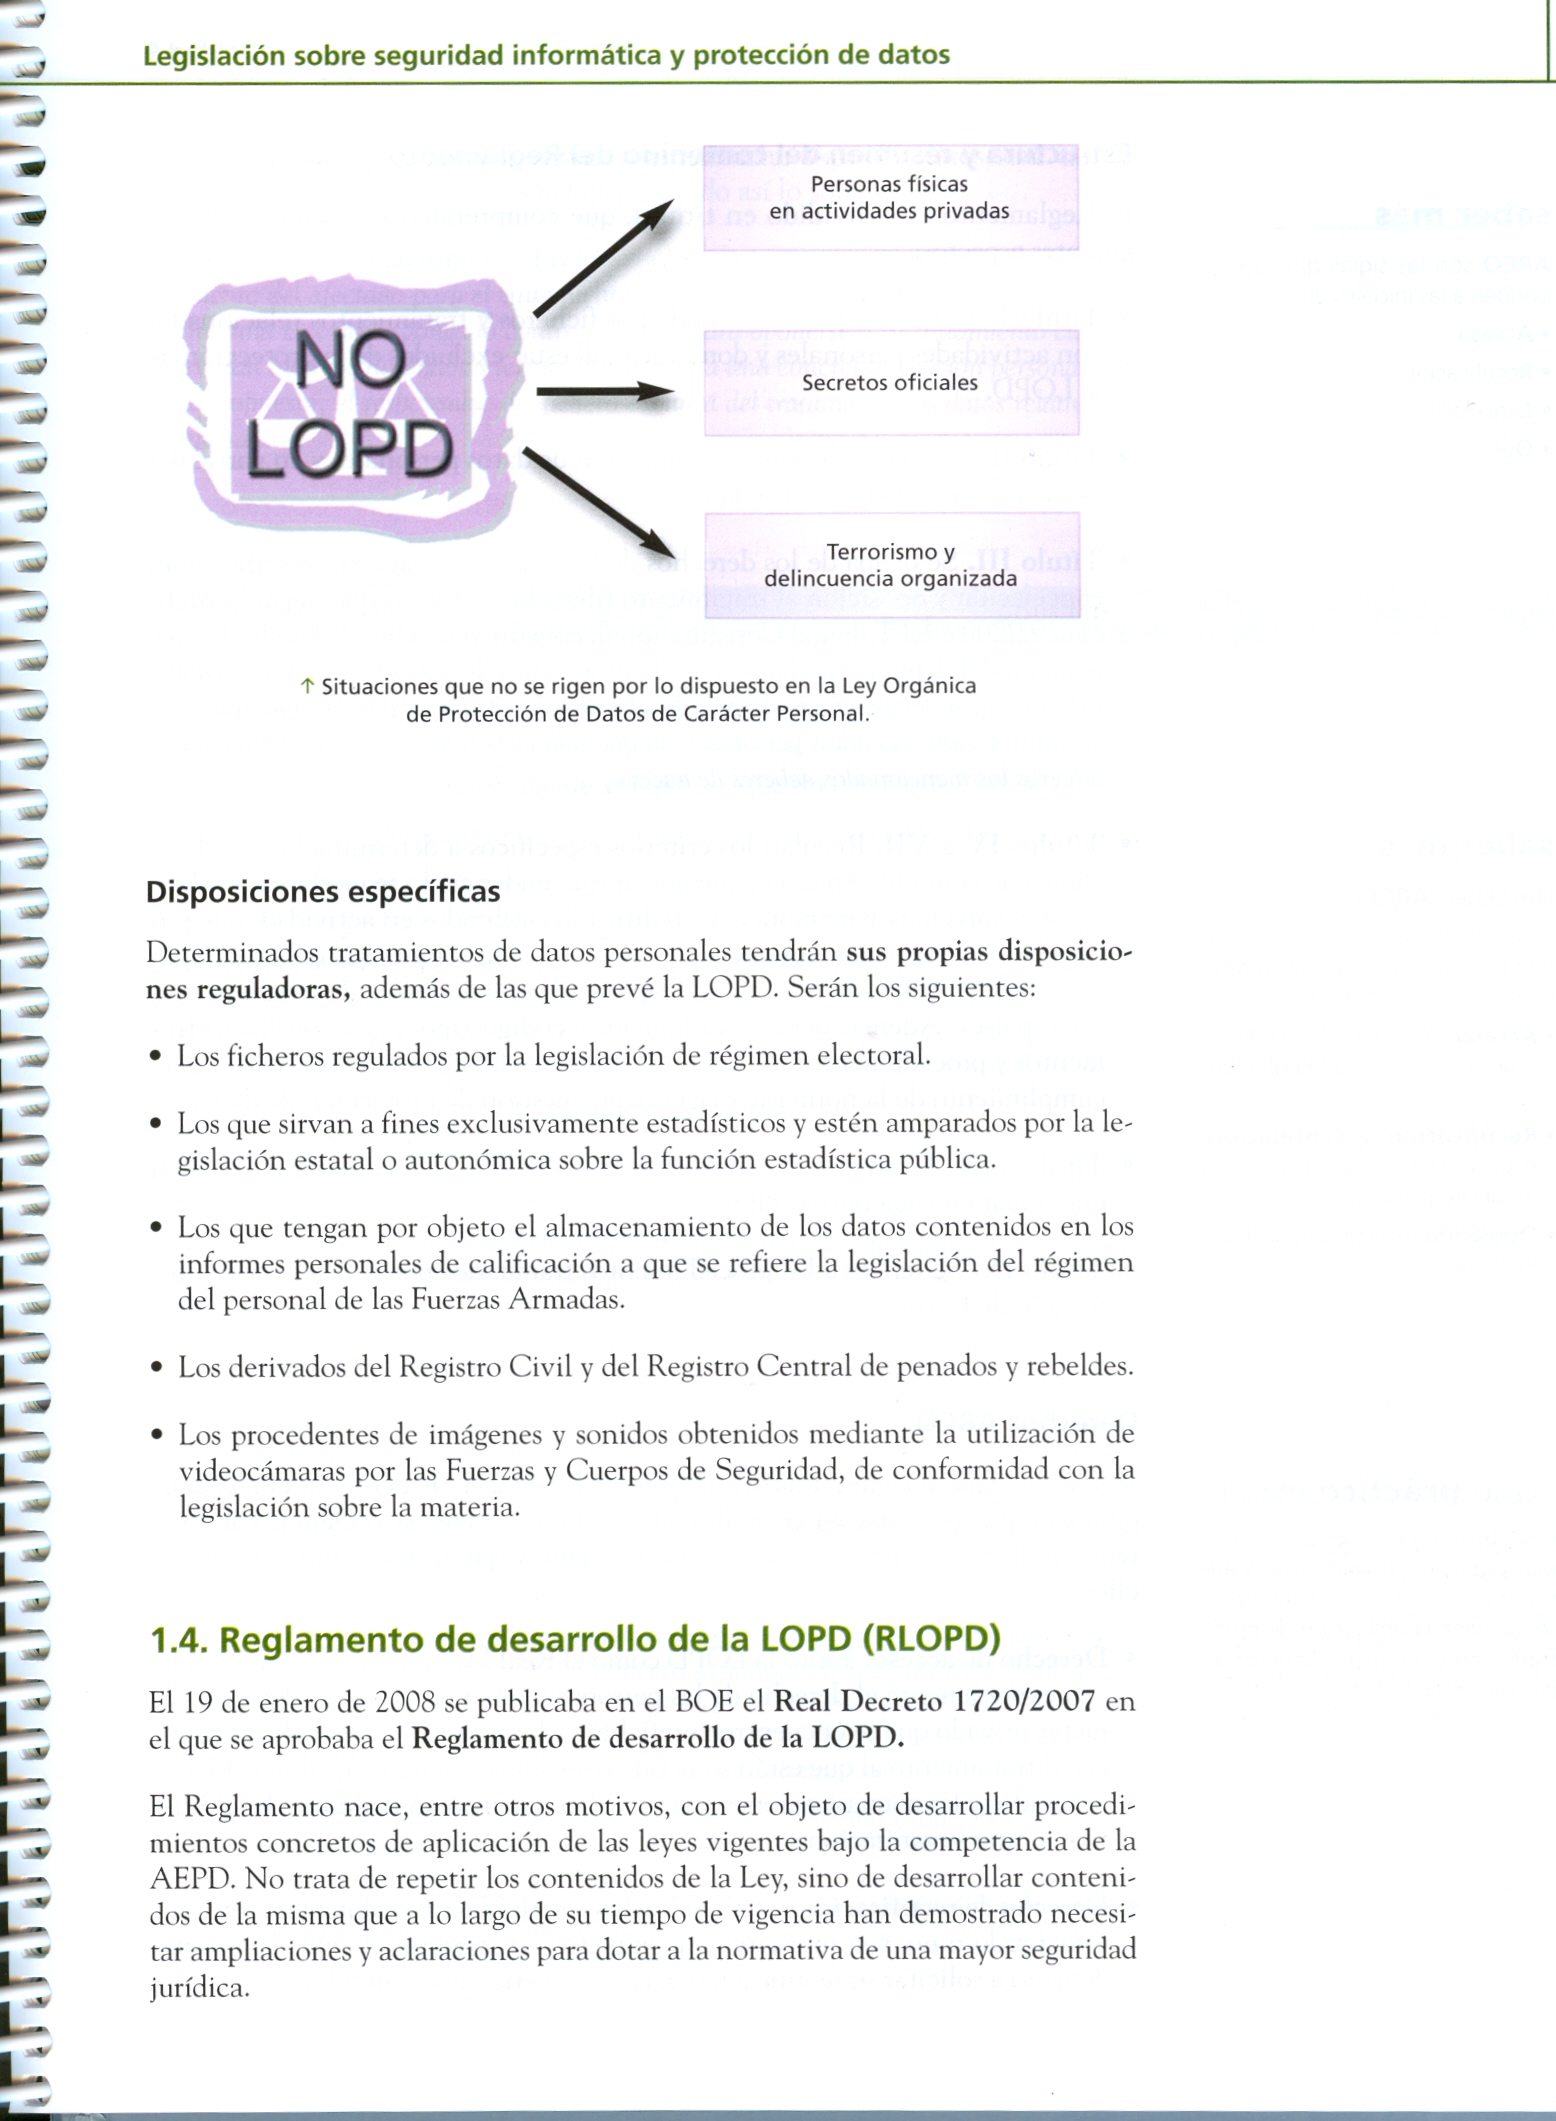 Legislación sobre seguridad informática y protección de datos
NO
LOPD
Personas físicas
en actividades privadas
Secretos oficiales
Terrorismo y
delincuencia organizada
↑ Situaciones que no se rigen por lo dispuesto en la Ley Orgánica
de Protección de Datos de Carácter Personal.
Disposiciones específicas
Determinados tratamientos de datos personales tendrán sus propias disposicio-
nes reguladoras, además de las que prevé la LOPD. Serán los siguientes:
• Los ficheros regulados por la legislación de régimen electoral.
• Los que sirvan a fines exclusivamente estadísticos y estén amparados por la le-
gislación estatal o autonómica sobre la función estadística pública.
• Los que tengan por objeto el almacenamiento de los datos contenidos en los
informes personales de calificación a que se refiere la legislación del régimen
del personal de las Fuerzas Armadas.
• Los derivados del Registro Civil y del Registro Central de penados y rebeldes.
• Los procedentes de imágenes y sonidos obtenidos mediante la utilización de
videocámaras por las Fuerzas y Cuerpos de Seguridad, de conformidad con la
legislación sobre la materia.
1.4. Reglamento de desarrollo de la LOPD (RLOPD)
El 19 de enero de 2008 se publicaba en el BOE el Real Decreto 1720/2007 en
el que se aprobaba el Reglamento de desarrollo de la LOPD.
El Reglamento nace, entre otros motivos, con el objeto de desarrollar procedi-
mientos concretos de aplicación de las leyes vigentes bajo la competencia de la
AEPD. No trata de repetir los contenidos de la Ley, sino de desarrollar conteni-
dos de la misma que a lo largo de su tiempo de vigencia han demostrado necesi-
tar ampliaciones y aclaraciones para dotar a la normativa de una mayor seguridad
jurídica.